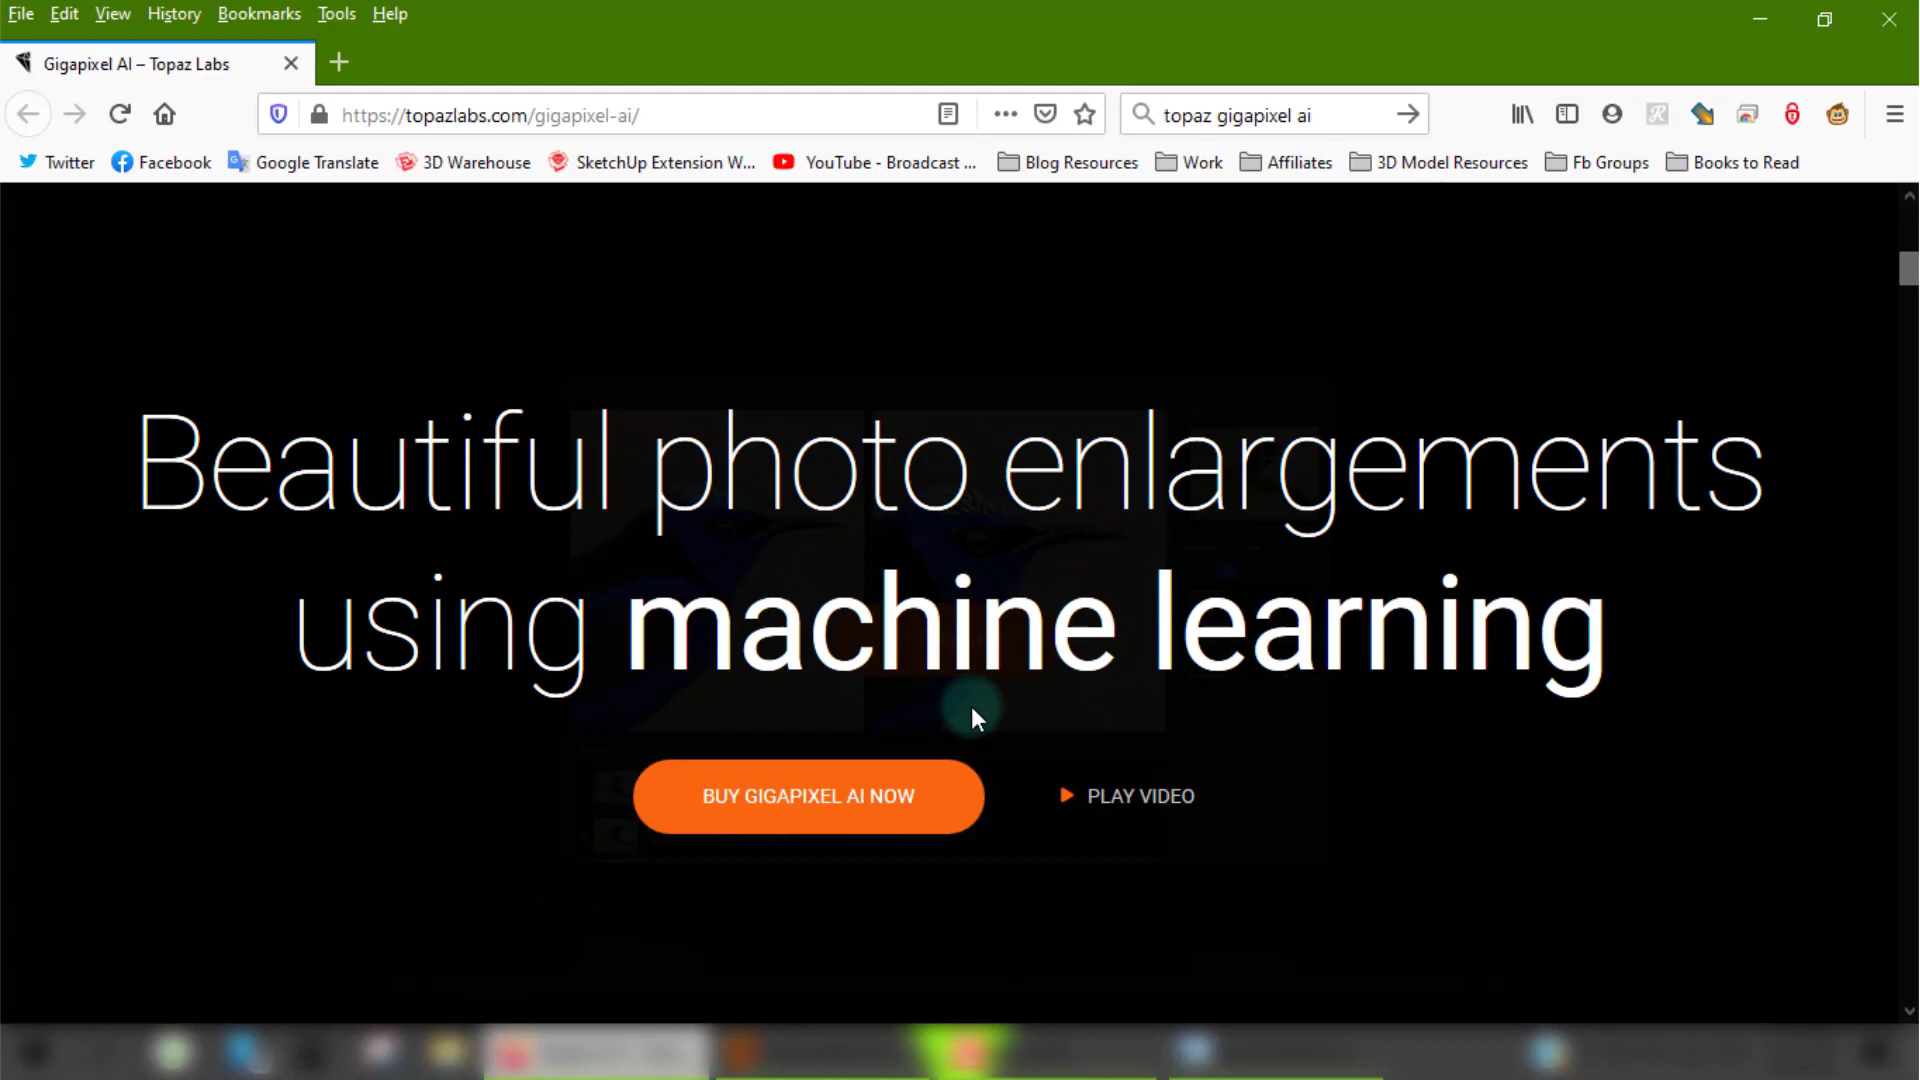 File Edit View History Bookmarks Tools Help
Gigapixel AI – Topaz Labs
https://topazlabs.com/gigapixel-ai/
topaz gigapixel ai
Twitter Facebook Google Translate 3D Warehouse SketchUp Extension W... YouTube - Broadcast ... Blog Resources Work Affiliates 3D Model Resources Fb Groups Books to Read
Beautiful photo enlargements
using machine learning
BUY GIGAPIXEL AI NOW PLAY VIDEO